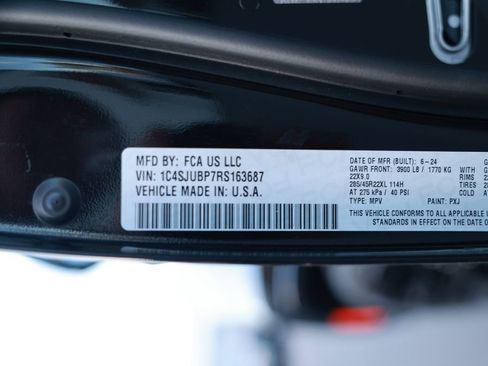 MFD. BY: FCA US LLC
VIN: 1C4SJUBP7RS163687
VEHICLE MADE IN U.S.A.
DATE OF MFR (BUILT): 6-24
GAWR FRONT: 3900 LB / 1770 KG WITH
22X9.0 RIMS
285/45R22XL 114H TIRES
AT 275 kPa / 40 PSI COLD
TYPE: MPV PAINT: PXJ
THIS VEHICLE CONFORMS TO ALL APPL
STANDARDS IN EFFECT ON THE DATE O